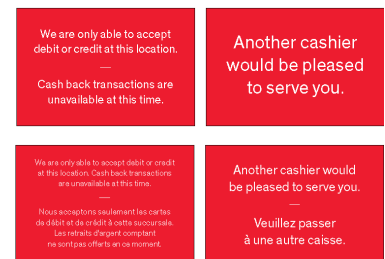 We are only able to accept
debit or credit at this location.
Cash back transactions are
unavailable at this time.
Another cashier
would be pleased
to serve you.
We are only able to accept debit or credit
at this location. Cash back transactions
are unavailable at this time.
Nous acceptons seulement les cartes
de débit et de crédit à cette succursale.
Les retraits d'argent comptant
ne sont pas offerts en ce moment.
Another cashier would
be pleased to serve you.
Veuillez passer
à une autre caisse.